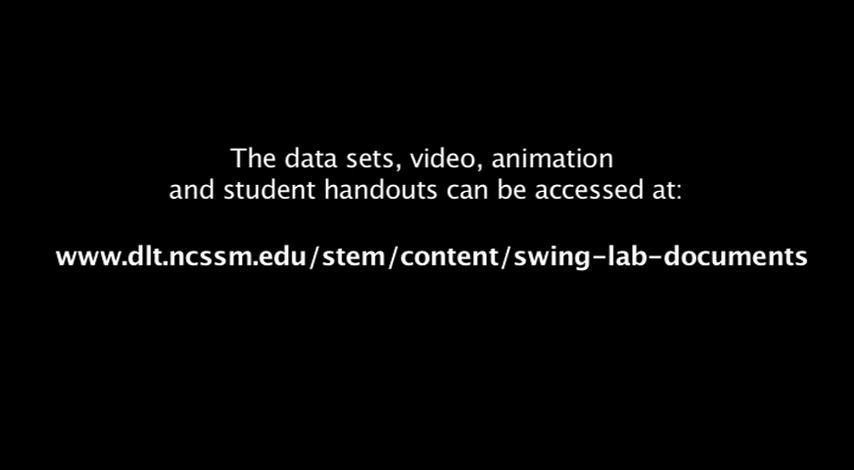 The data sets, video, animation
and student handouts can be accessed at:
www.dlt.ncssm.edu/stem/content/swing-lab-documents